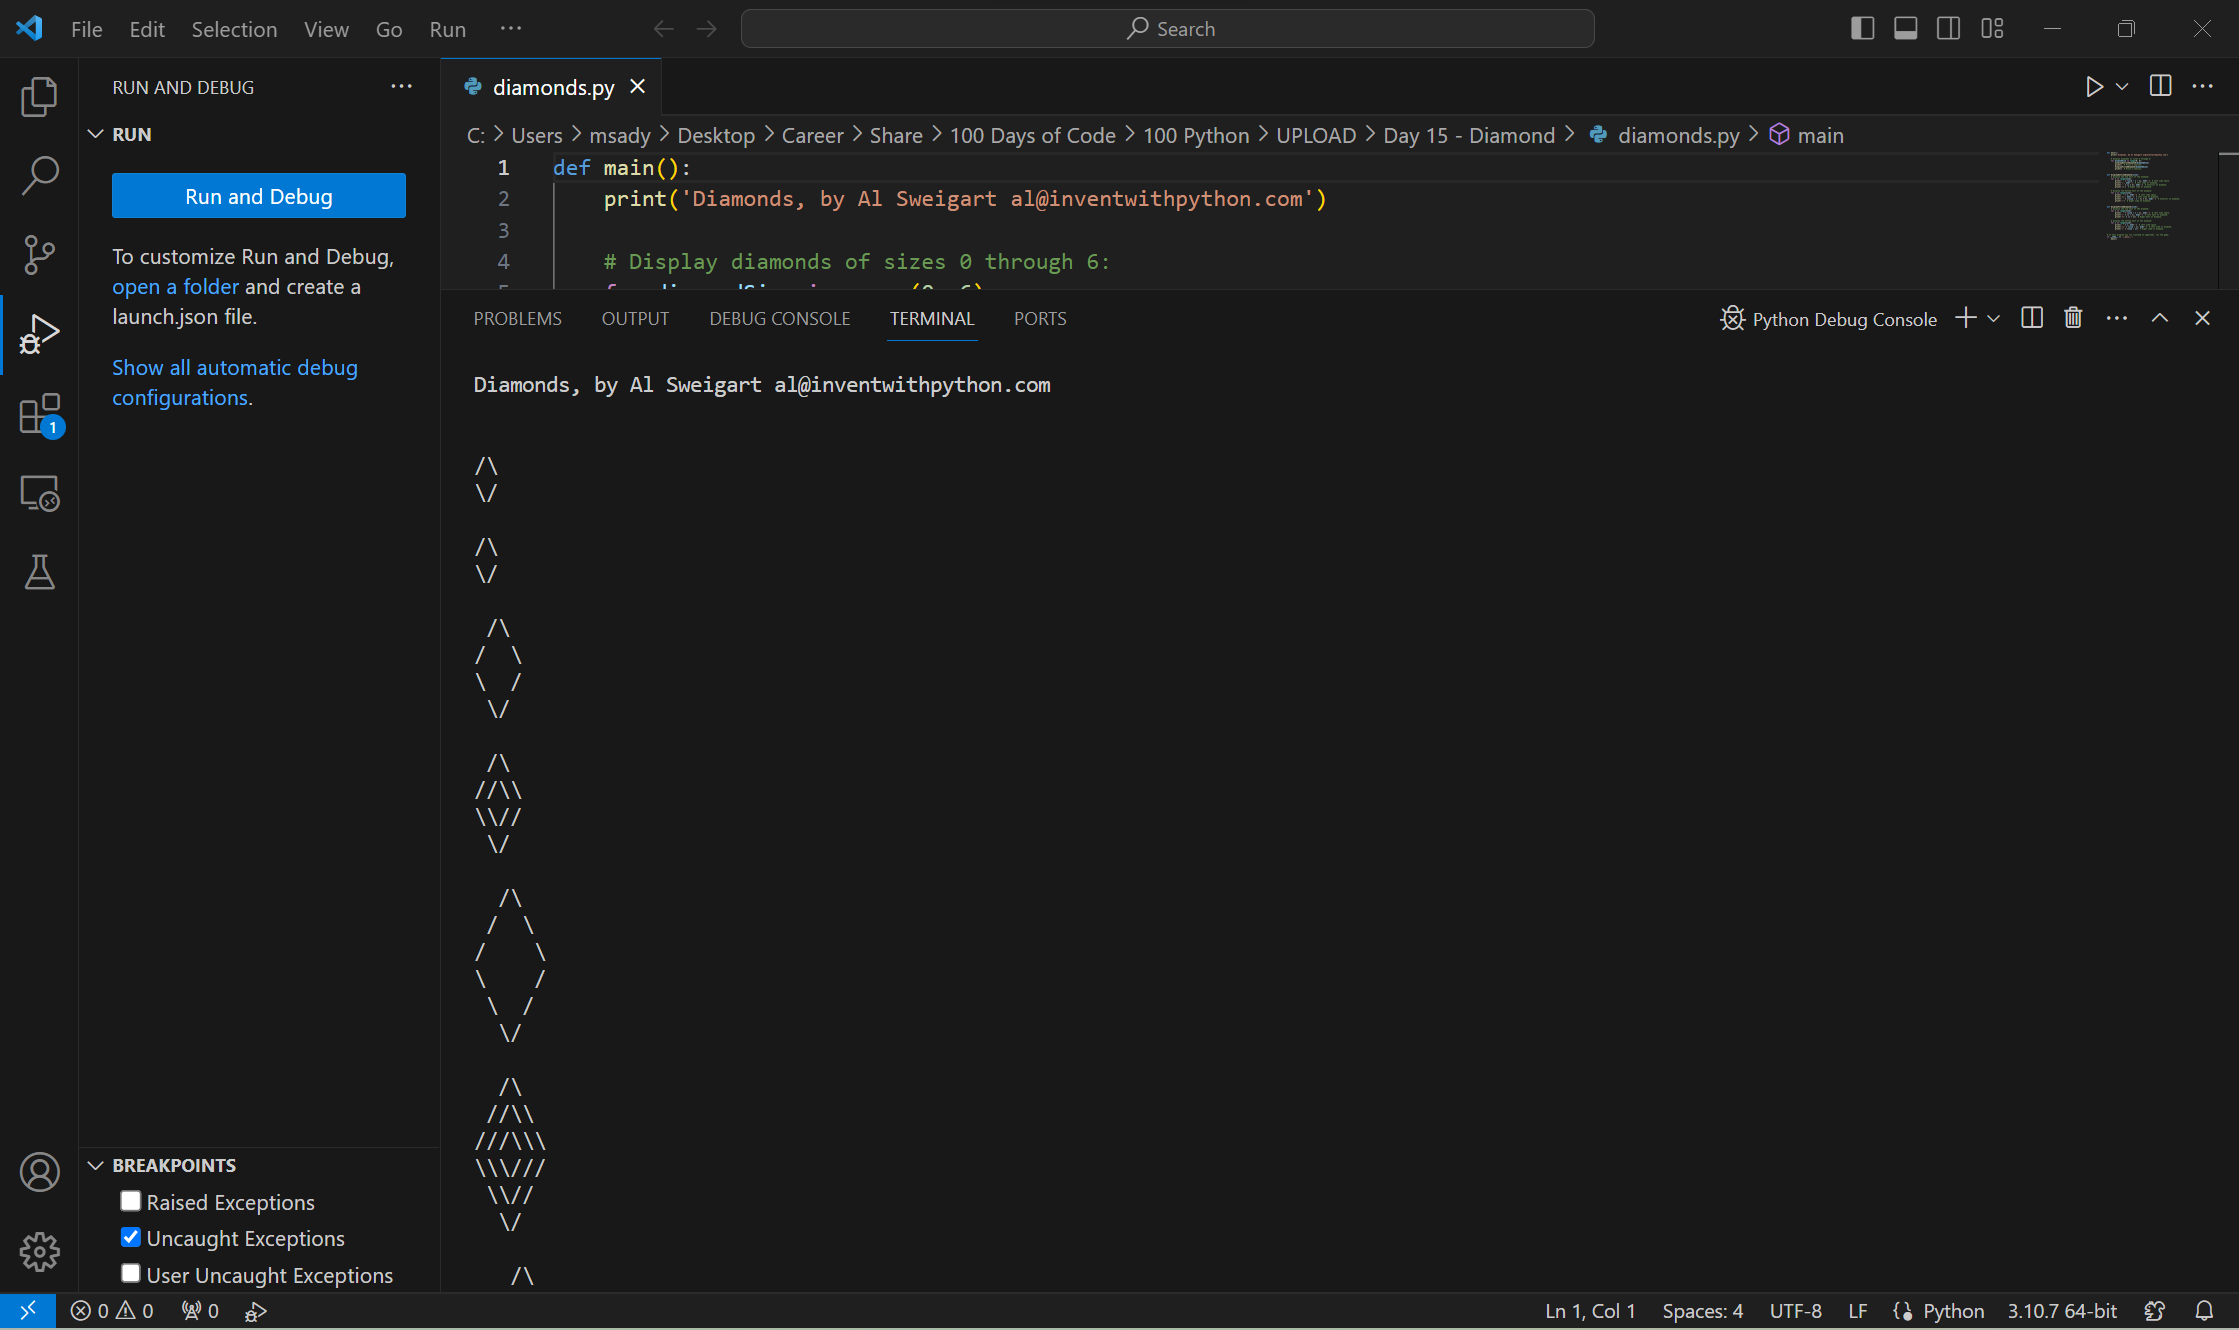 File Edit Selection View Go Run ···
Search
RUN AND DEBUG ···
RUN
Run and Debug
To customize Run and Debug,
open a folder and create a
launch.json file.
Show all automatic debug
configurations.
1
BREAKPOINTS
Raised Exceptions
Uncaught Exceptions
User Uncaught Exceptions
diamonds.py
C: > Users > msady > Desktop > Career > Share > 100 Days of Code > 100 Python > UPLOAD > Day 15 - Diamond > diamonds.py > main
1 def main():
2     print('Diamonds, by Al Sweigart al@inventwithpython.com')
3
4     # Display diamonds of sizes 0 through 6:
PROBLEMS OUTPUT DEBUG CONSOLE TERMINAL PORTS
Python Debug Console
Diamonds, by Al Sweigart al@inventwithpython.com
/\
\/
/\
\/
 /\
/  \
\  /
 \/
 /\
//\\
\\//
 \/
  /\
 /  \
/    \
\    /
 \  /
  \/
  /\
 //\\
///\\\
\\\///
 \\//
  \/
   /\
0 0 0
Ln 1, Col 1 Spaces: 4 UTF-8 LF Python 3.10.7 64-bit